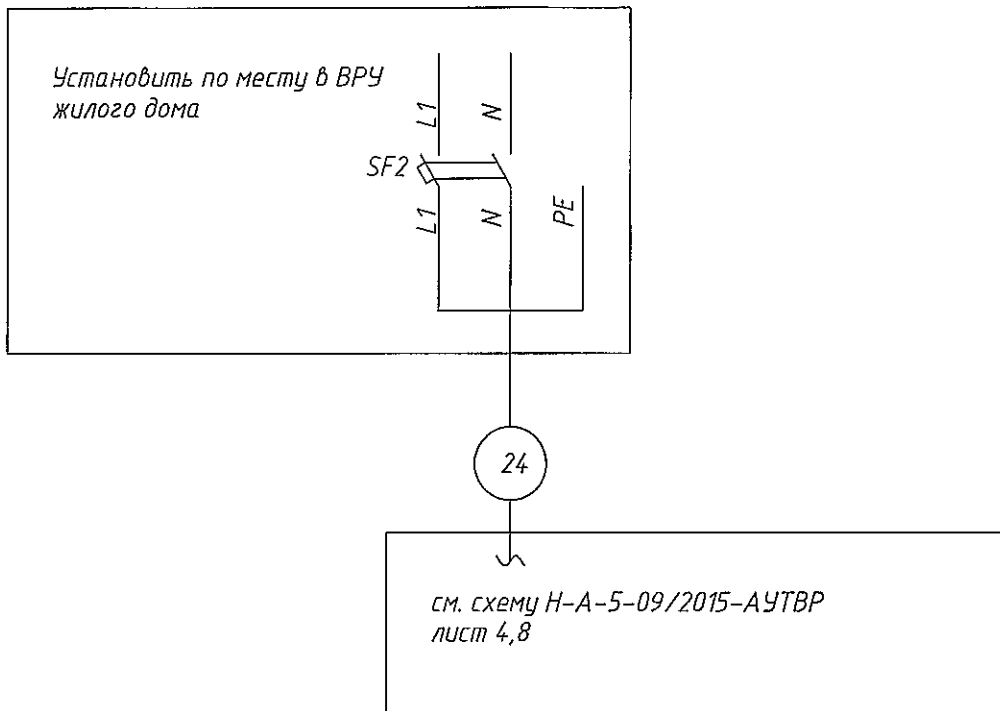 Установить по месту в ВРУ
жилого дома
L1
N
SF2
L1
N
PE
24
см. схему Н-А-5-09/2015-АУТВР
лист 4,8